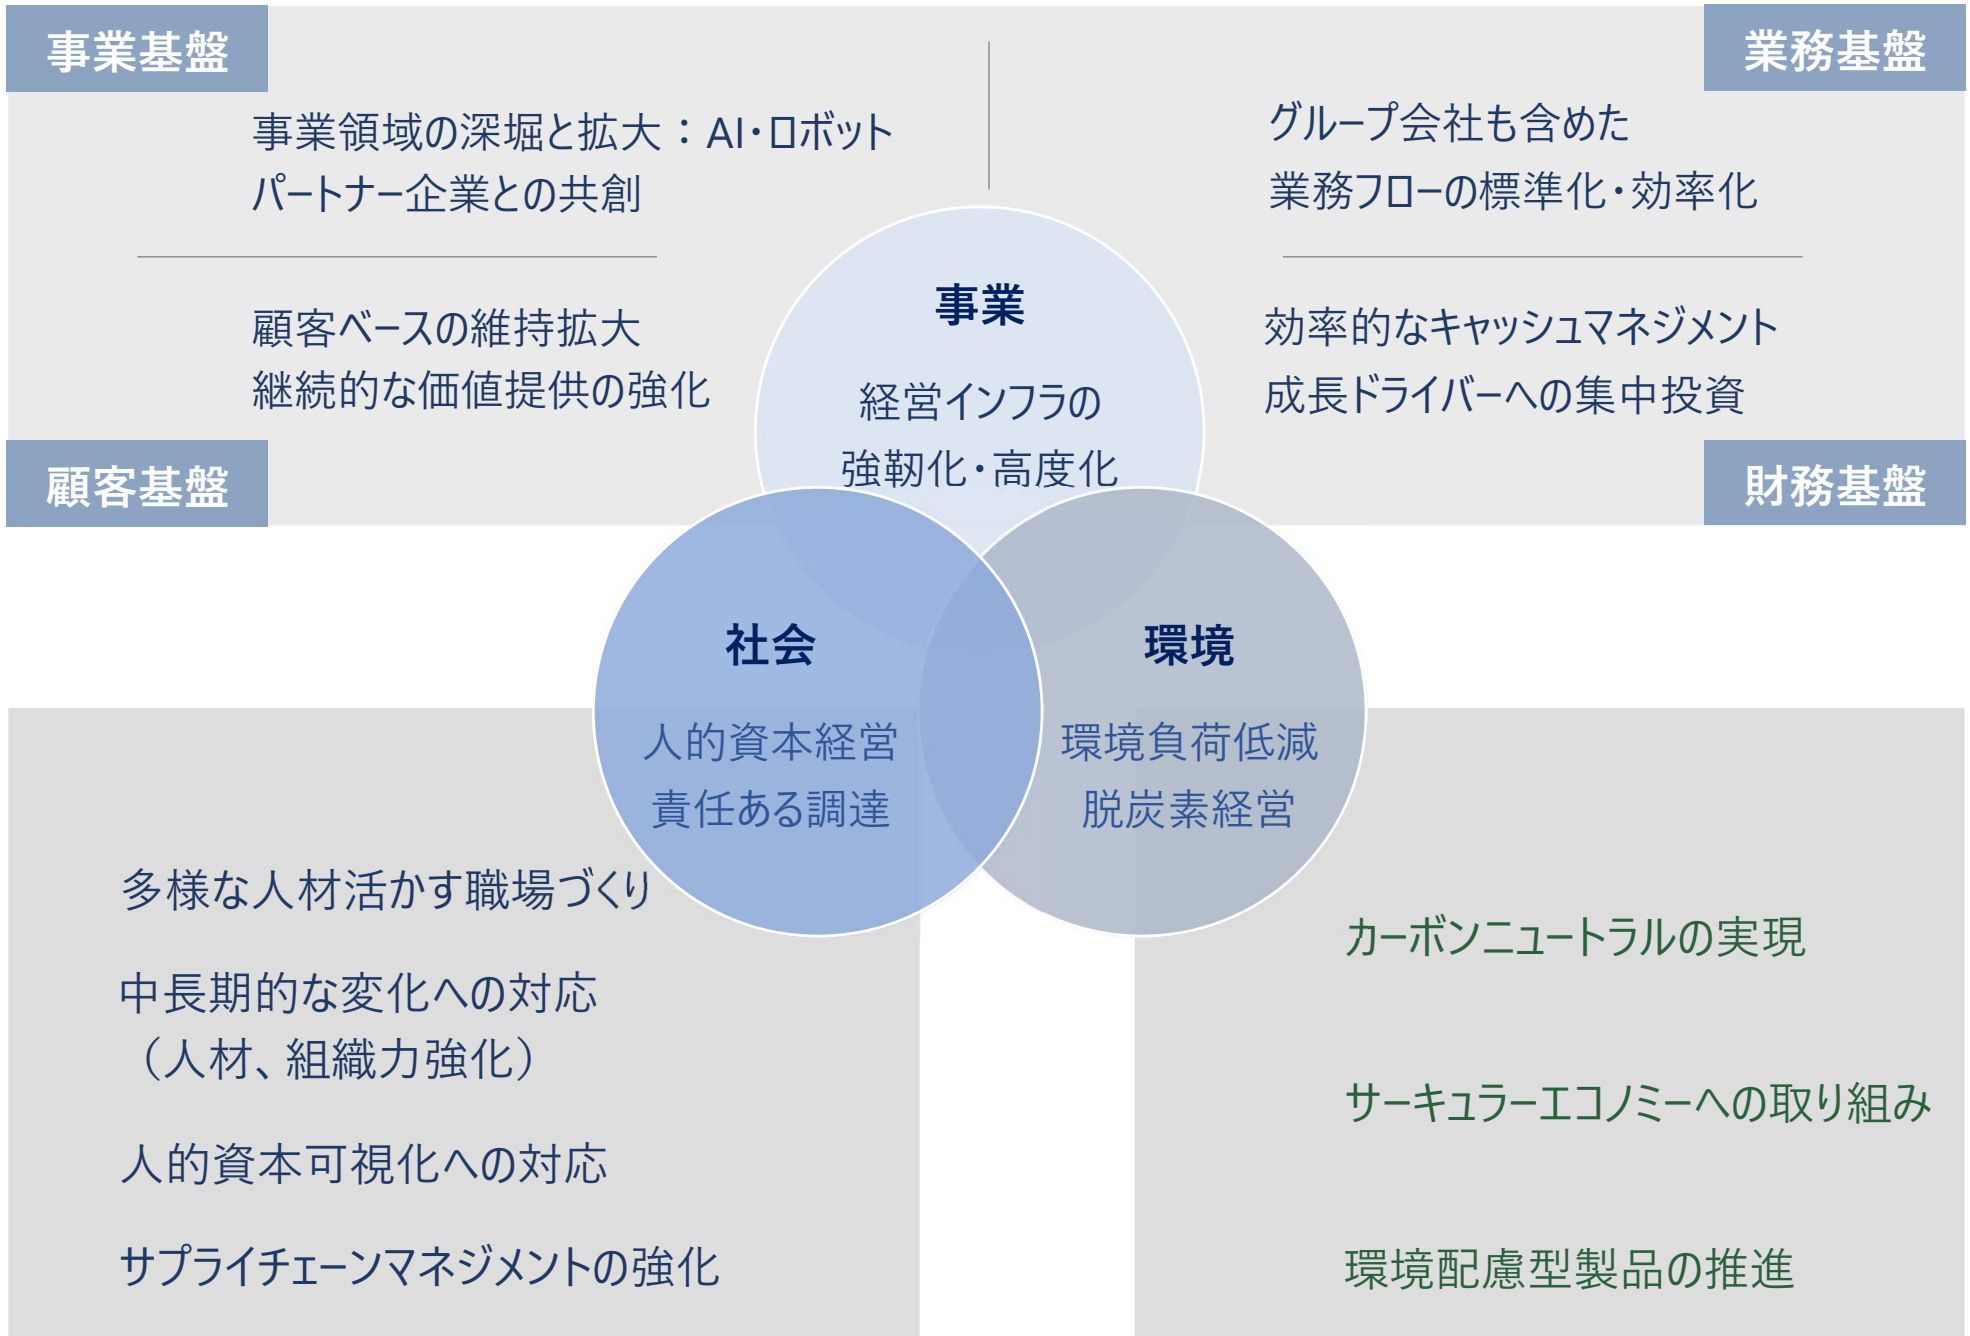 事業基盤
事業領域の深堀と拡大：AI・ロボット
パートナー企業との共創
顧客ベースの維持拡大
継続的な価値提供の強化
顧客基盤
業務基盤
グループ会社も含めた
業務フローの標準化・効率化
効率的なキャッシュマネジメント
成長ドライバーへの集中投資
財務基盤
事業
経営インフラの
強靭化・高度化
社会
人的資本経営
責任ある調達
環境
環境負荷低減
脱炭素経営
多様な人材活かす職場づくり
中長期的な変化への対応
（人材、組織力強化）
人的資本可視化への対応
サプライチェーンマネジメントの強化
カーボンニュートラルの実現
サーキュラーエコノミーへの取り組み
環境配慮型製品の推進